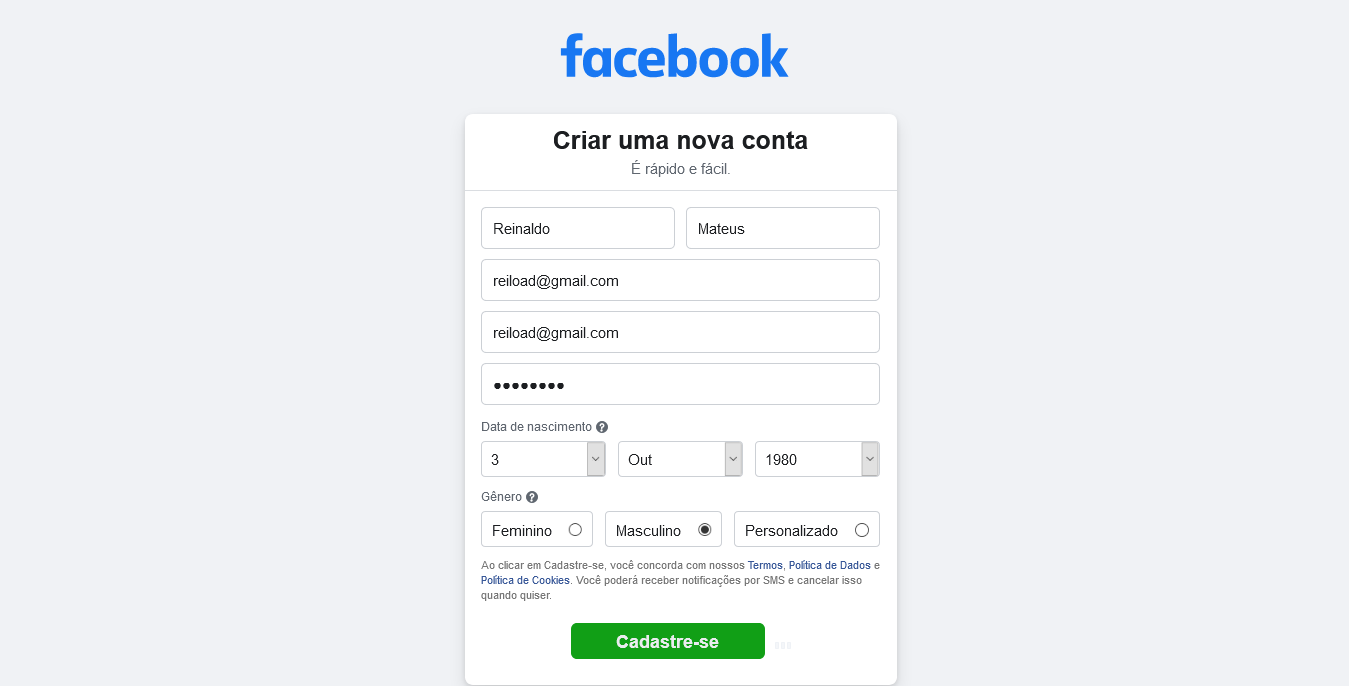 facebook
Criar uma nova conta
É rápido e fácil.
Reinaldo Mateus
reiload@gmail.com
reiload@gmail.com
••••••••
Data de nascimento ?
3 Out 1980
Gênero ?
Feminino Masculino Personalizado
Ao clicar em Cadastre-se, você concorda com nossos Termos, Política de Dados e
Política de Cookies. Você poderá receber notificações por SMS e cancelar isso
quando quiser.
Cadastre-se